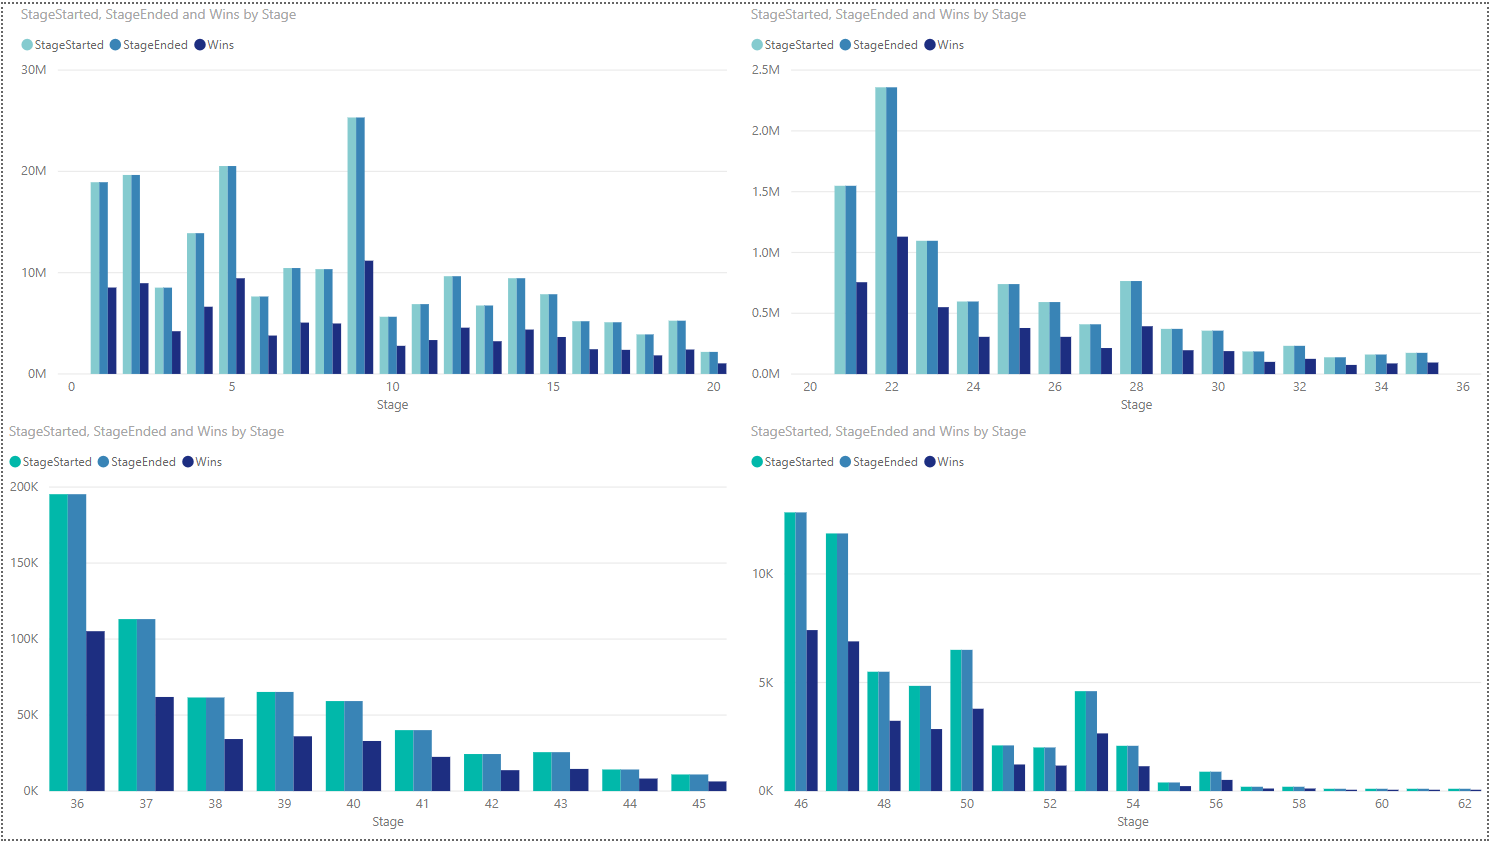 StageStarted, StageEnded and Wins by Stage
StageStarted StageEnded Wins
30M
20M
10M
0M
0 5 10 15 20
Stage
StageStarted, StageEnded and Wins by Stage
StageStarted StageEnded Wins
2.5M
2.0M
1.5M
1.0M
0.5M
0.0M
20 22 24 26 28 30 32 34 36
Stage
StageStarted, StageEnded and Wins by Stage
StageStarted StageEnded Wins
200K
150K
100K
50K
0K
36 37 38 39 40 41 42 43 44 45
Stage
StageStarted, StageEnded and Wins by Stage
StageStarted StageEnded Wins
10K
5K
0K
46 48 50 52 54 56 58 60 62
Stage